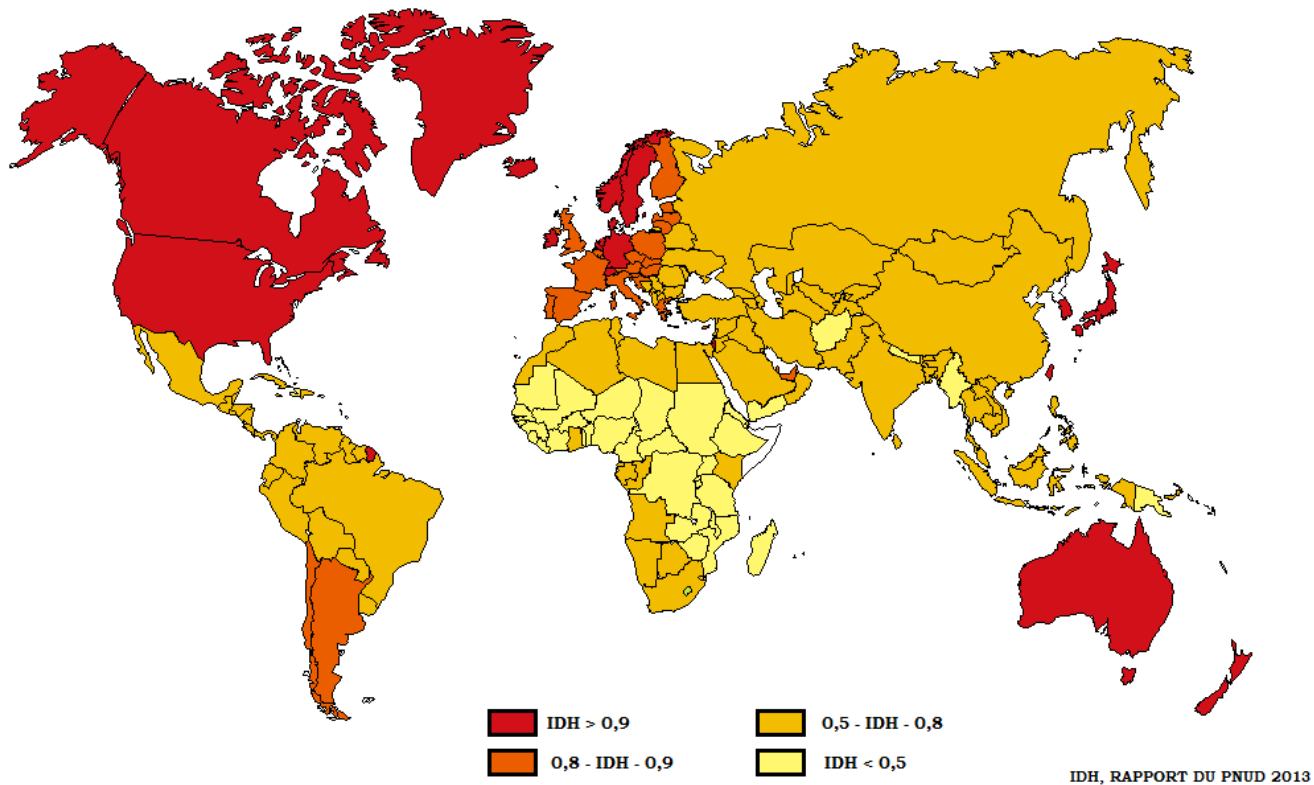 IDH > 0,9
0,8 - IDH - 0,9
0,5 - IDH - 0,8
IDH < 0,5
IDH, RAPPORT DU PNUD 2013